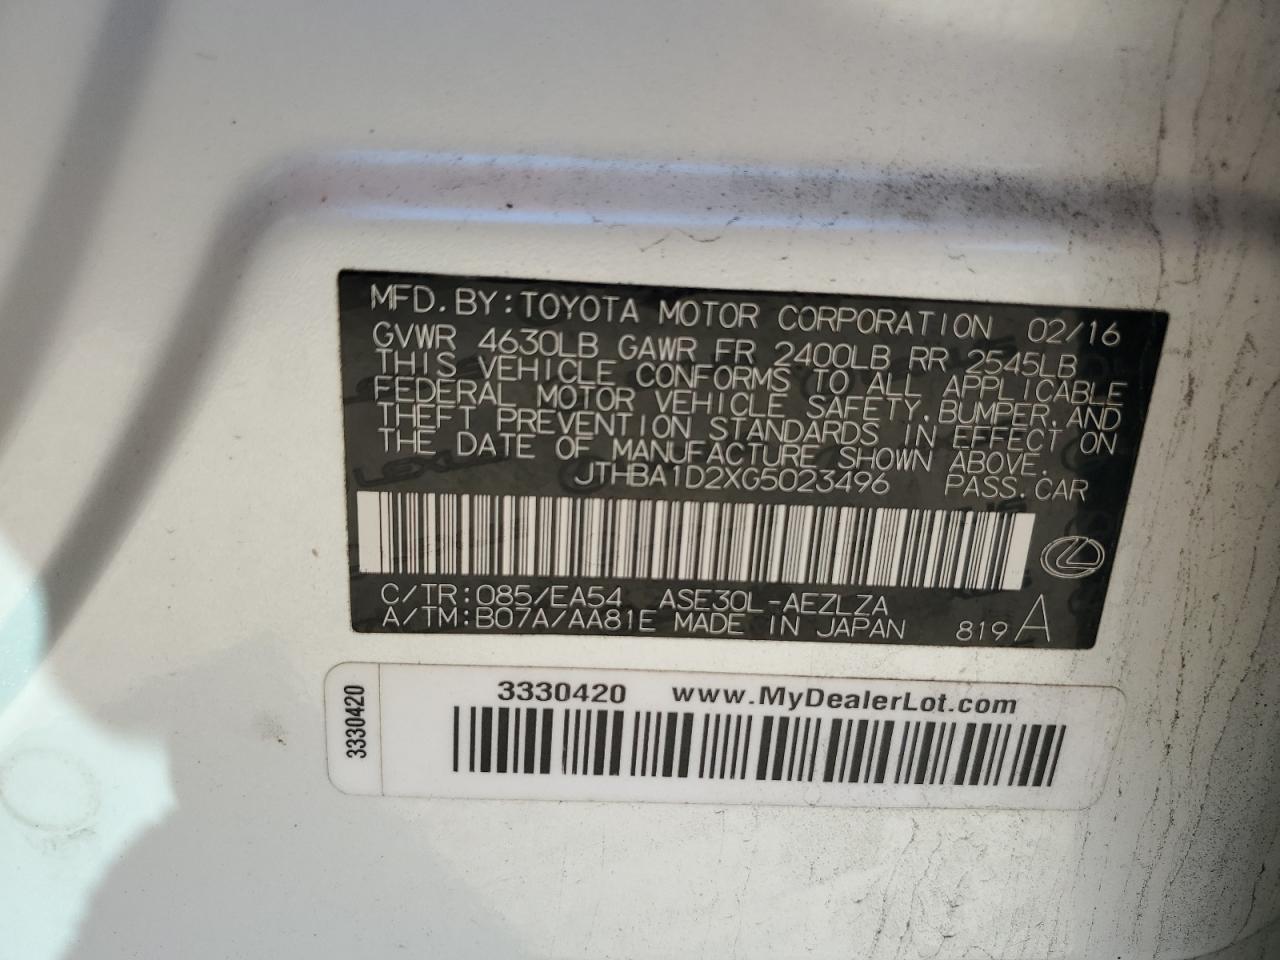 MFD. BY: TOYOTA MOTOR CORPORATION 02/16
GVWR 4630LB GAWR FR 2400LB RR 2545LB
THIS VEHICLE CONFORMS TO ALL APPLICABLE
FEDERAL MOTOR VEHICLE SAFETY, BUMPER, AND
THEFT PREVENTION STANDARDS IN EFFECT ON
THE DATE OF MANUFACTURE SHOWN ABOVE.
JTHBA1D2XG5023496 PASS. CAR
C/TR: 085/EA54 ASE30L-AEZLZA
A/TM: B07A/AA81E MADE IN JAPAN 819 A
3330420
3330420 www.MyDealerLot.com